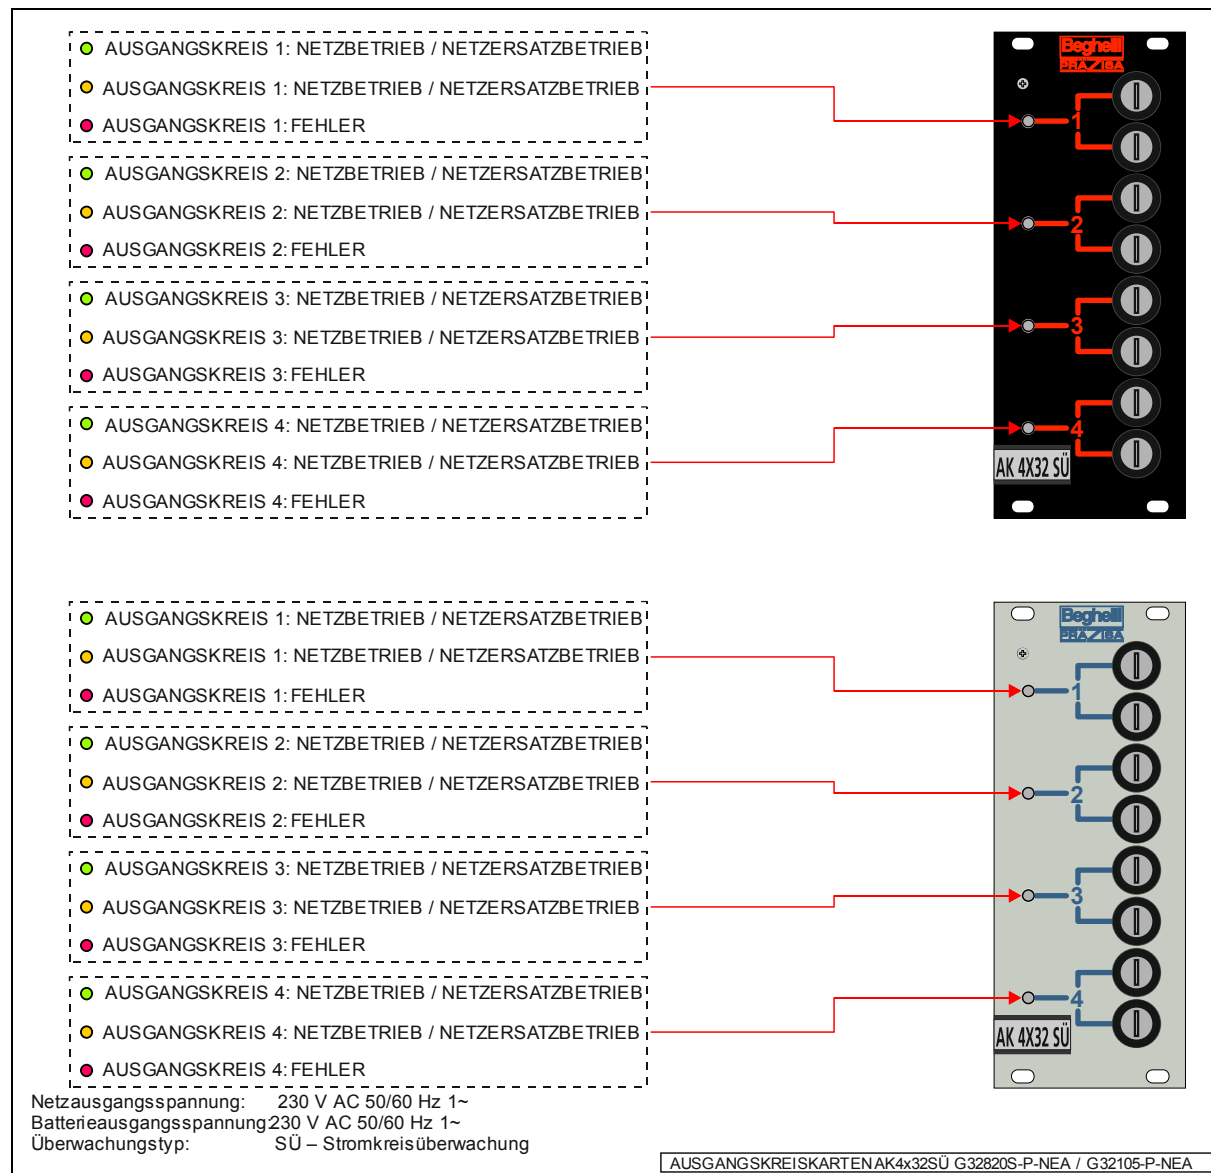 AUSGANGSKREIS 1: NETZBETRIEB / NETZERSATZBETRIEB
AUSGANGSKREIS 1: NETZBETRIEB / NETZERSATZBETRIEB
AUSGANGSKREIS 1: FEHLER
AUSGANGSKREIS 2: NETZBETRIEB / NETZERSATZBETRIEB
AUSGANGSKREIS 2: NETZBETRIEB / NETZERSATZBETRIEB
AUSGANGSKREIS 2: FEHLER
AUSGANGSKREIS 3: NETZBETRIEB / NETZERSATZBETRIEB
AUSGANGSKREIS 3: NETZBETRIEB / NETZERSATZBETRIEB
AUSGANGSKREIS 3: FEHLER
AUSGANGSKREIS 4: NETZBETRIEB / NETZERSATZBETRIEB
AUSGANGSKREIS 4: NETZBETRIEB / NETZERSATZBETRIEB
AUSGANGSKREIS 4: FEHLER
Beghelli
PRÄZISA
1
2
3
4
AK 4X32 SÜ
AUSGANGSKREIS 1: NETZBETRIEB / NETZERSATZBETRIEB
AUSGANGSKREIS 1: NETZBETRIEB / NETZERSATZBETRIEB
AUSGANGSKREIS 1: FEHLER
AUSGANGSKREIS 2: NETZBETRIEB / NETZERSATZBETRIEB
AUSGANGSKREIS 2: NETZBETRIEB / NETZERSATZBETRIEB
AUSGANGSKREIS 2: FEHLER
AUSGANGSKREIS 3: NETZBETRIEB / NETZERSATZBETRIEB
AUSGANGSKREIS 3: NETZBETRIEB / NETZERSATZBETRIEB
AUSGANGSKREIS 3: FEHLER
AUSGANGSKREIS 4: NETZBETRIEB / NETZERSATZBETRIEB
AUSGANGSKREIS 4: NETZBETRIEB / NETZERSATZBETRIEB
AUSGANGSKREIS 4: FEHLER
Beghelli
PRÄZISA
1
2
3
4
AK 4X32 SÜ
Netzausgangsspannung: 230 V AC 50/60 Hz 1~
Batterieausgangsspannung: 230 V AC 50/60 Hz 1~
Überwachungstyp: SÜ – Stromkreisüberwachung
AUSGANGSKREISKARTEN AK4x32SÜ G32820S-P-NEA / G32105-P-NEA